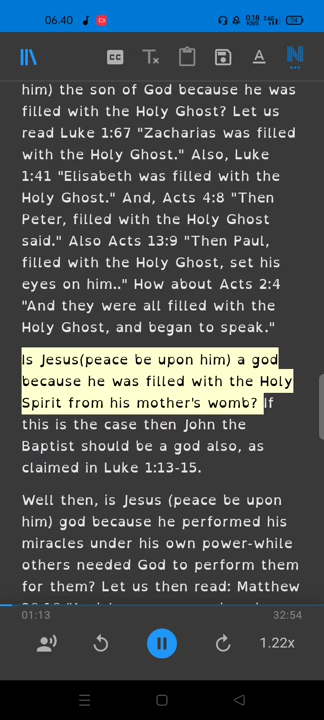 06.40
0.18
KB/s
CC
T
A
N
him) the son of God because he was
filled with the Holy Ghost? Let us
read Luke 1:67 "Zacharias was filled
with the Holy Ghost." Also, Luke
1:41 "Elisabeth was filled with the
Holy Ghost." And, Acts 4:8 "Then
Peter, filled with the Holy Ghost
said." Also Acts 13:9 "Then Paul,
filled with the Holy Ghost, set his
eyes on him.." How about Acts 2:4
"And they were all filled with the
Holy Ghost, and began to speak."
Is Jesus(peace be upon him) a god
because he was filled with the Holy
Spirit from his mother's womb? If
this is the case then John the
Baptist should be a god also, as
claimed in Luke 1:13-15.
Well then, is Jesus (peace be upon
him) god because he performed his
miracles under his own power-while
others needed God to perform them
for them? Let us then read: Matthew
01:13
32:54
1.22x